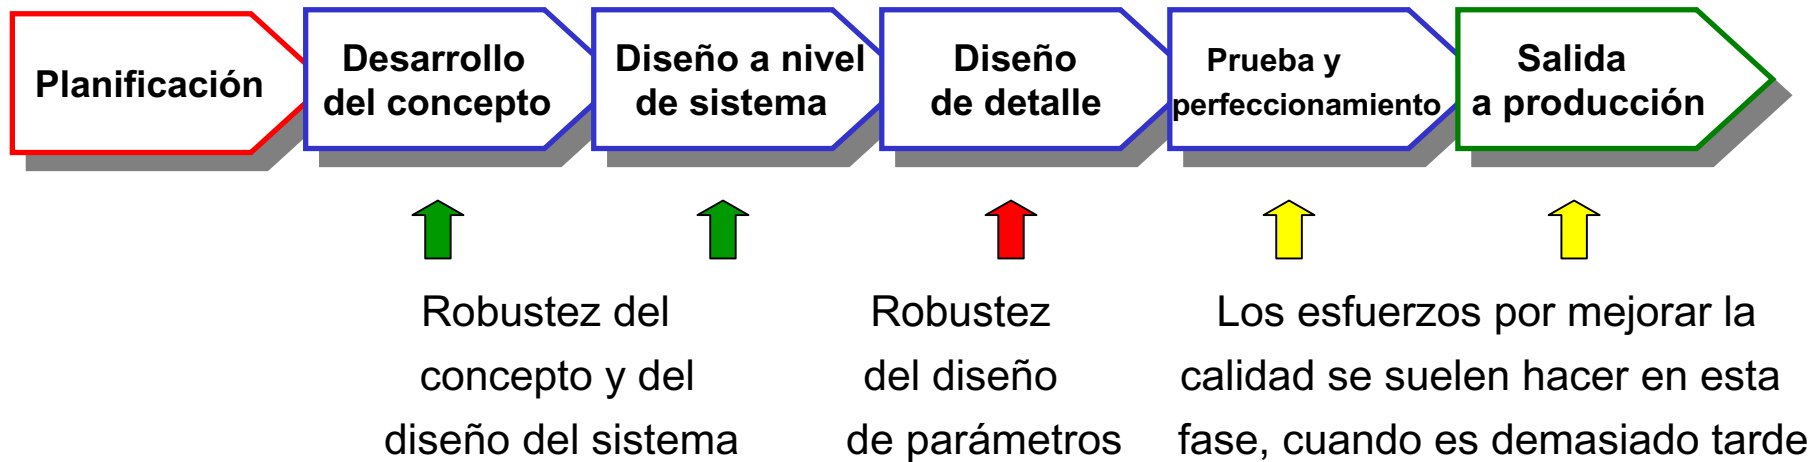 Planificación
Desarrollo
del concepto
Diseño a nivel
de sistema
Diseño
de detalle
Prueba y
perfeccionamiento
Salida
a producción
Robustez del
concepto y del
diseño del sistema
Robustez
del diseño
de parámetros
Los esfuerzos por mejorar la
calidad se suelen hacer en esta
fase, cuando es demasiado tarde